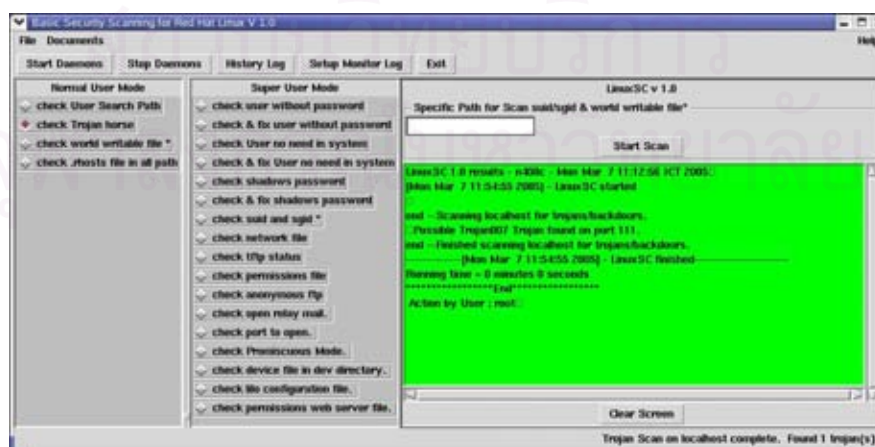 Basic Security Scanning for Red Hat Linux V 1.0
File Documents Help
Start Daemons Stop Daemons History Log Setup Monitor Log Exit
Normal User Mode
check User Search Path
check Trojan horse
check world writable file *
check .rhosts file in all path
Super User Mode
check user without password
check & fix user without password
check User no need in system
check & fix User no need in system
check shadows password
check & fix shadows password
check suid and sgid *
check network file
check tftp status
check permissions file
check anonymous ftp
check open relay mail.
check port to open.
check Promiscuous Mode.
check device file in dev directory.
check lilo configuration file.
check permissions web server file.
LinuxSC v 1.0
Specific Path for Scan suid/sgid & world writable file*
Start Scan
LinuxSC 1.0 results - n400c - Mon Mar 7 11:12:56 ICT 2005
[Mon Mar 7 11:54:55 2005] - LinuxSC started
end -- Scanning localhost for trojans/backdoors.
Possible Trojan007 Trojan found on port 111.
end -- Finished scanning localhost for trojans/backdoors.
[Mon Mar 7 11:54:55 2005] - LinuxSC finished
Running time = 0 minutes 0 seconds
******************End******************
Action by User : root
Clear Screen
Trojan Scan on localhost complete. Found 1 trojan(s)